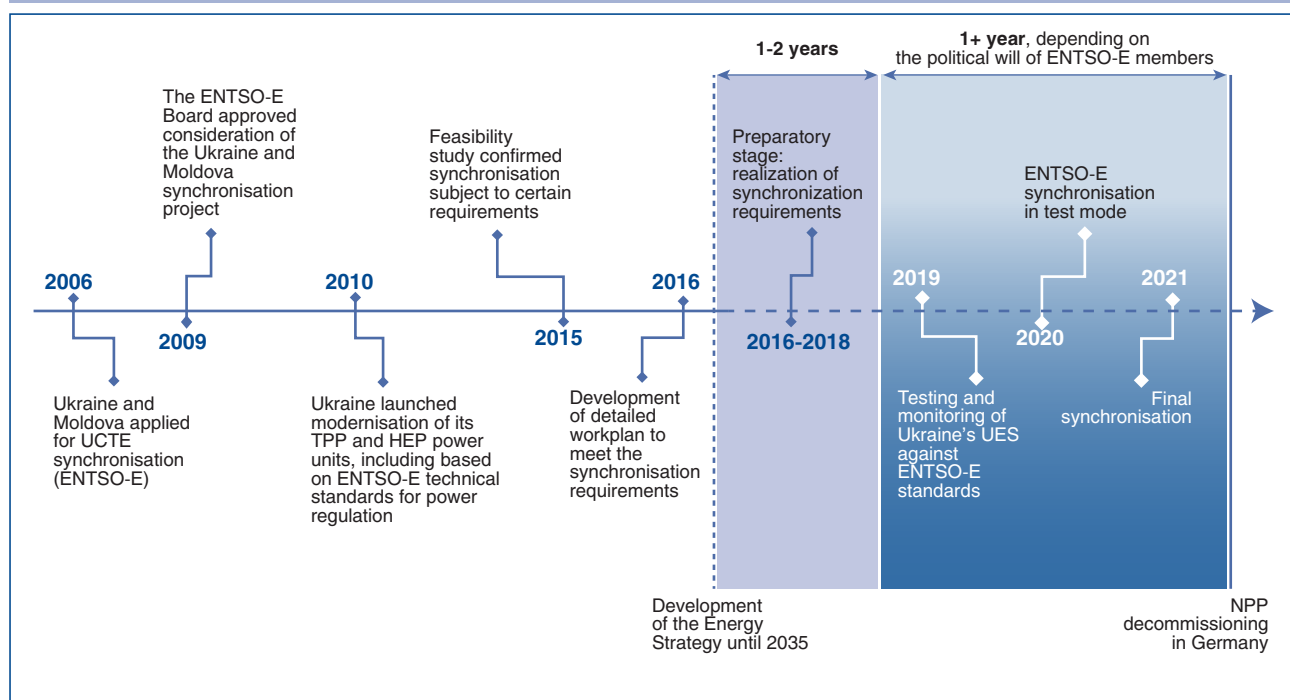 1-2 years
1+ year, depending on
the political will of ENTSO-E members
The ENTSO-E
Board approved
consideration of
the Ukraine and
Moldova
synchronisation
project
Feasibility
study confirmed
synchronisation
subject to certain
requirements
Preparatory
stage:
realization of
synchronization
requirements
ENTSO-E
synchronisation
in test mode
2006
2009
2010
2015
2016
2016-2018
2019
2020
2021
Ukraine and
Moldova applied
for UCTE
synchronisation
(ENTSO-E)
Ukraine launched
modernisation of its
TPP and HEP power
units, including based
on ENTSO-E technical
standards for power
regulation
Development
of detailed
workplan to
meet the
synchronisation
requirements
Testing and
monitoring of
Ukraine's UES
against
ENTSO-E
standards
Final
synchronisation
Development
of the Energy
Strategy until 2035
NPP
decommissioning
in Germany